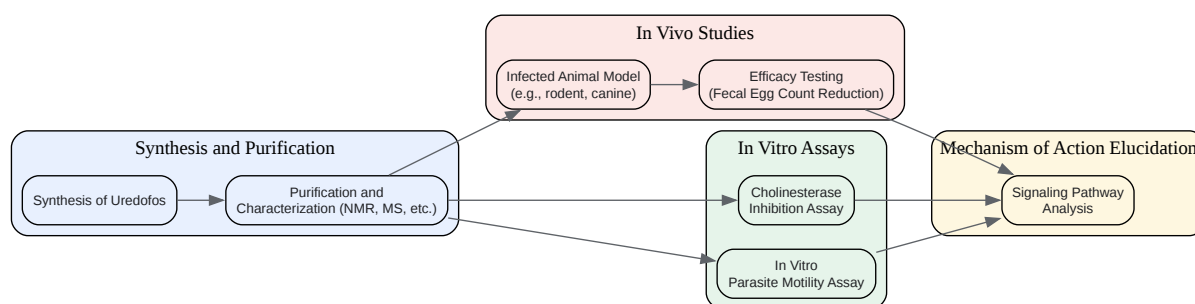 In Vivo Studies
Infected Animal Model
(e.g., rodent, canine)
Efficacy Testing
(Fecal Egg Count Reduction)
Synthesis and Purification
Synthesis of Uredofos
Purification and
Characterization (NMR, MS, etc.)
In Vitro Assays
Cholinesterase
Inhibition Assay
In Vitro
Parasite Motility Assay
Mechanism of Action Elucidation
Signaling Pathway
Analysis